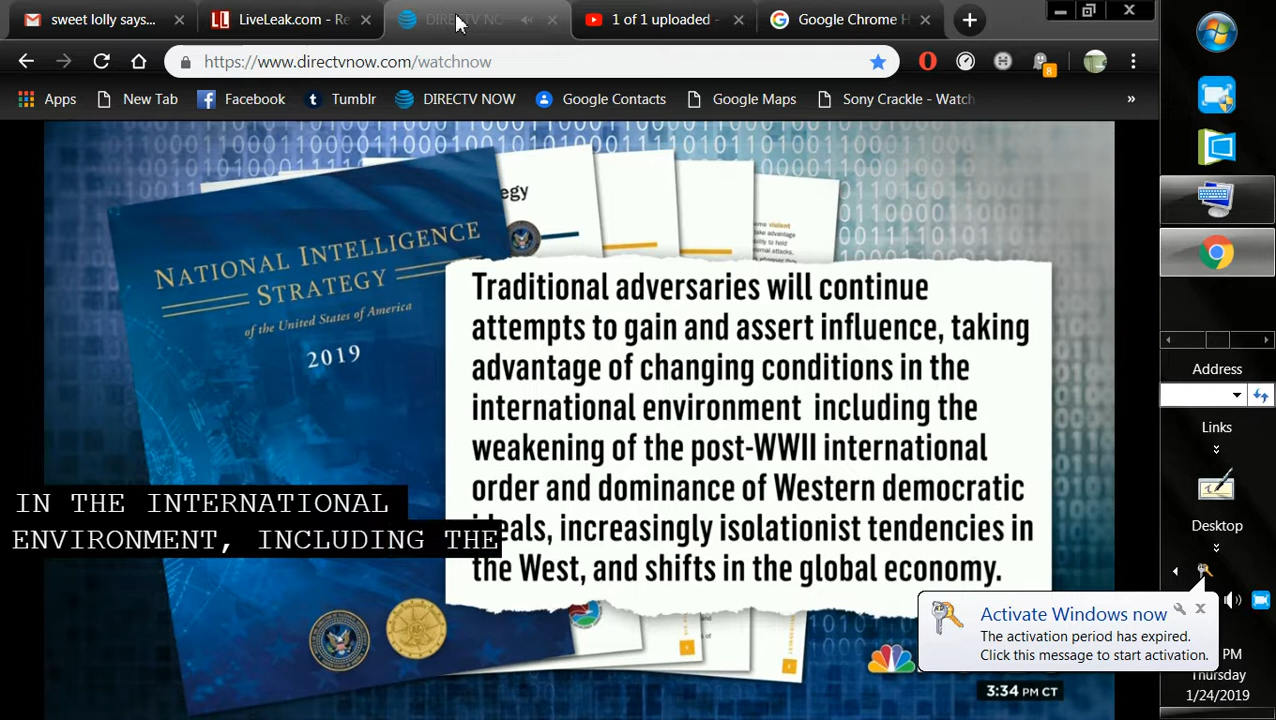 sweet lolly says...
LiveLeak.com - Re
DIRECTV NO
1 of 1 uploaded -
Google Chrome H
https://www.directvnow.com/watchnow
8
Apps
New Tab
Facebook
Tumblr
DIRECTV NOW
Google Contacts
Google Maps
Sony Crackle - Watch
»
NATIONAL INTELLIGENCE
STRATEGY
of the United States of America
2019
egy
Traditional adversaries will continue
attempts to gain and assert influence, taking
advantage of changing conditions in the
international environment including the
weakening of the post-WWII international
order and dominance of Western democratic
ideals, increasingly isolationist tendencies in
the West, and shifts in the global economy.
IN THE INTERNATIONAL
ENVIRONMENT, INCLUDING THE
3:34 PM CT
Address
Links
Desktop
Activate Windows now
The activation period has expired.
Click this message to start activation.
PM
Thursday
1/24/2019